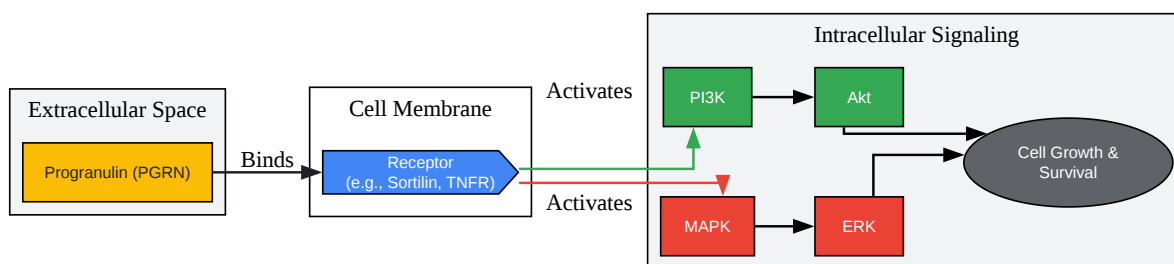 Extracellular Space
Progranulin (PGRN)
Binds
Cell Membrane
Receptor
(e.g., Sortilin, TNFR)
Activates
Activates
Intracellular Signaling
PI3K
Akt
MAPK
ERK
Cell Growth &
Survival